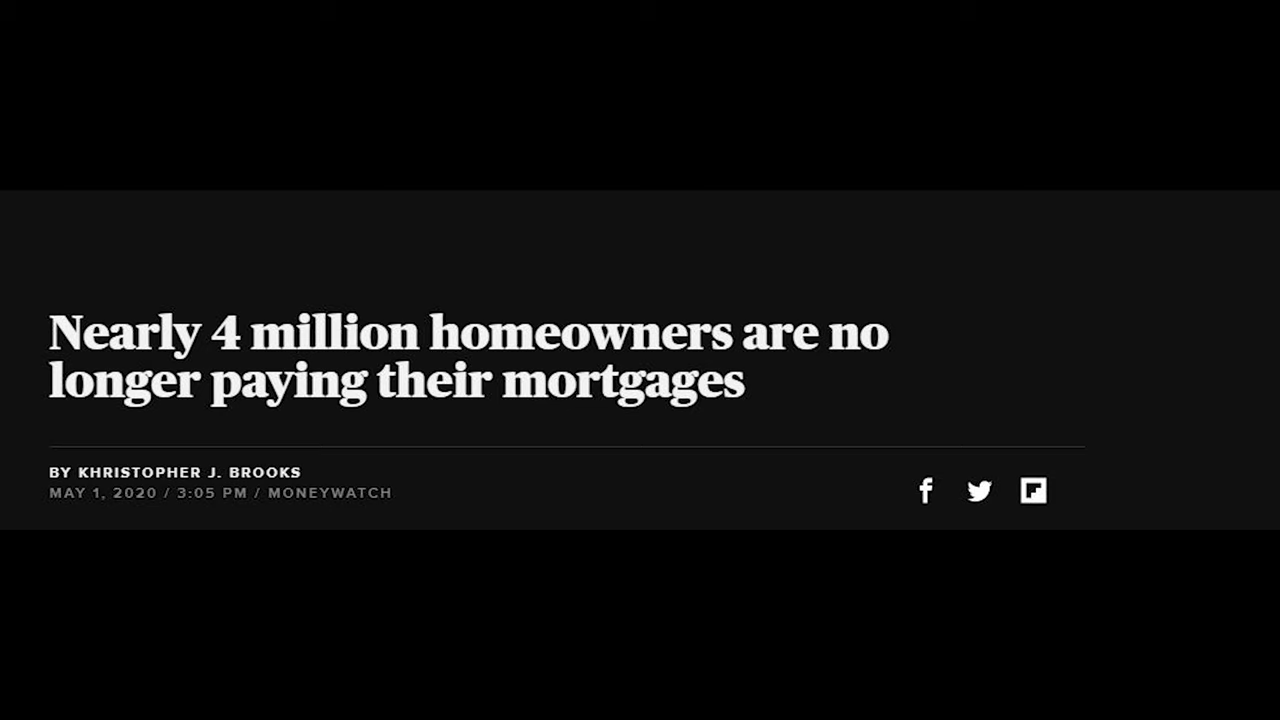 Nearly 4 million homeowners are no
longer paying their mortgages
BY KHRISTOPHER J. BROOKS
MAY 1, 2020 / 3:05 PM / MONEYWATCH